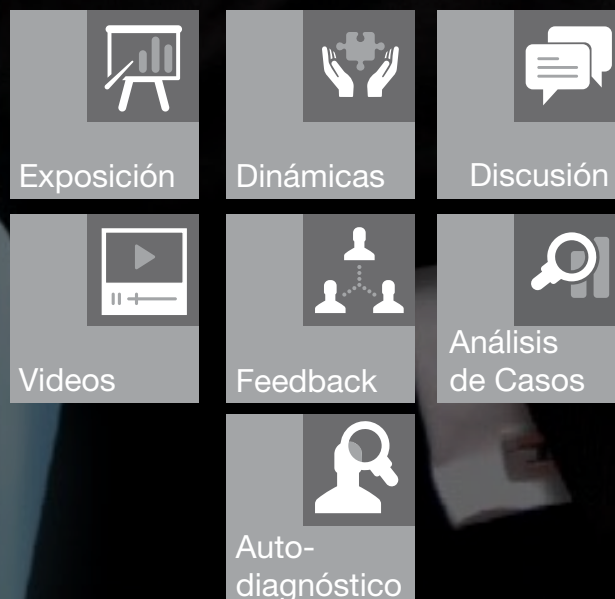 Exposición
Dinámicas
Discusión
Videos
Feedback
Análisis
de Casos
Auto-
diagnóstico